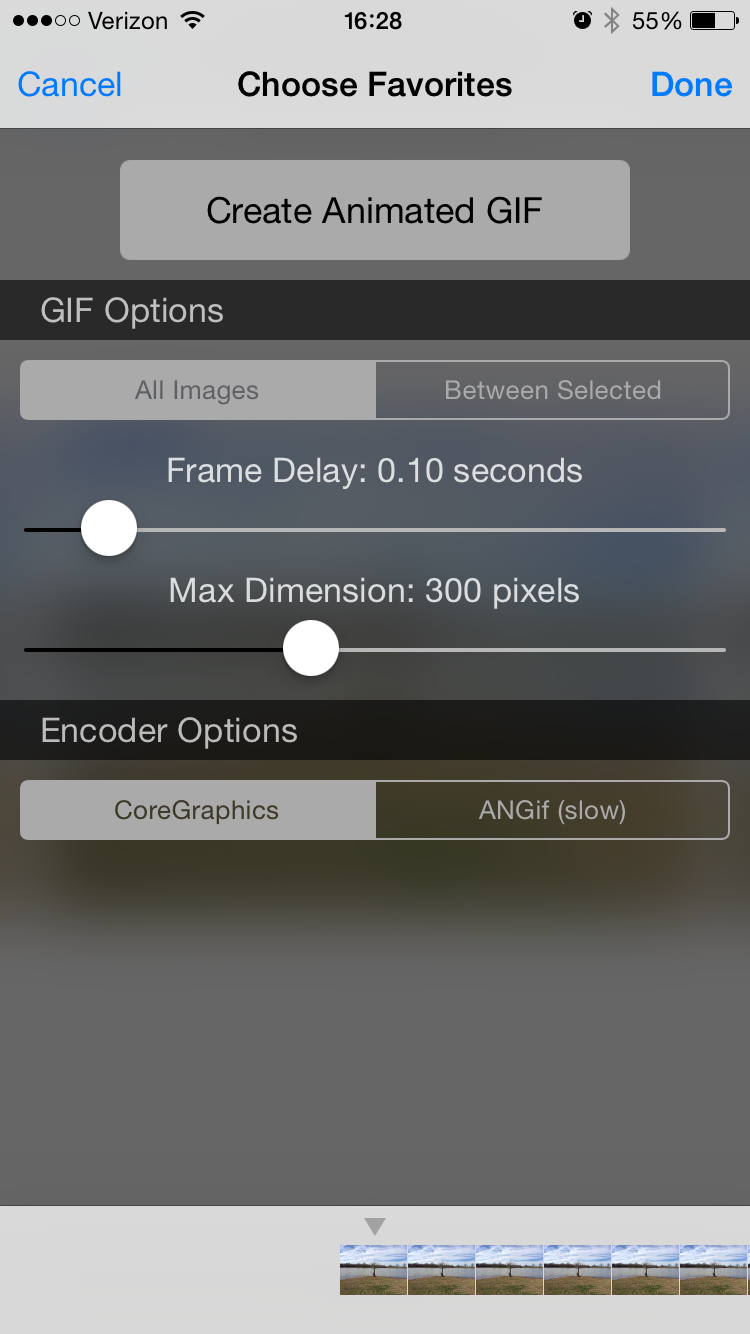 Verizon 16:28 55%
Cancel Choose Favorites Done
Create Animated GIF
GIF Options
All Images Between Selected
Frame Delay: 0.10 seconds
Max Dimension: 300 pixels
Encoder Options
CoreGraphics ANGif (slow)